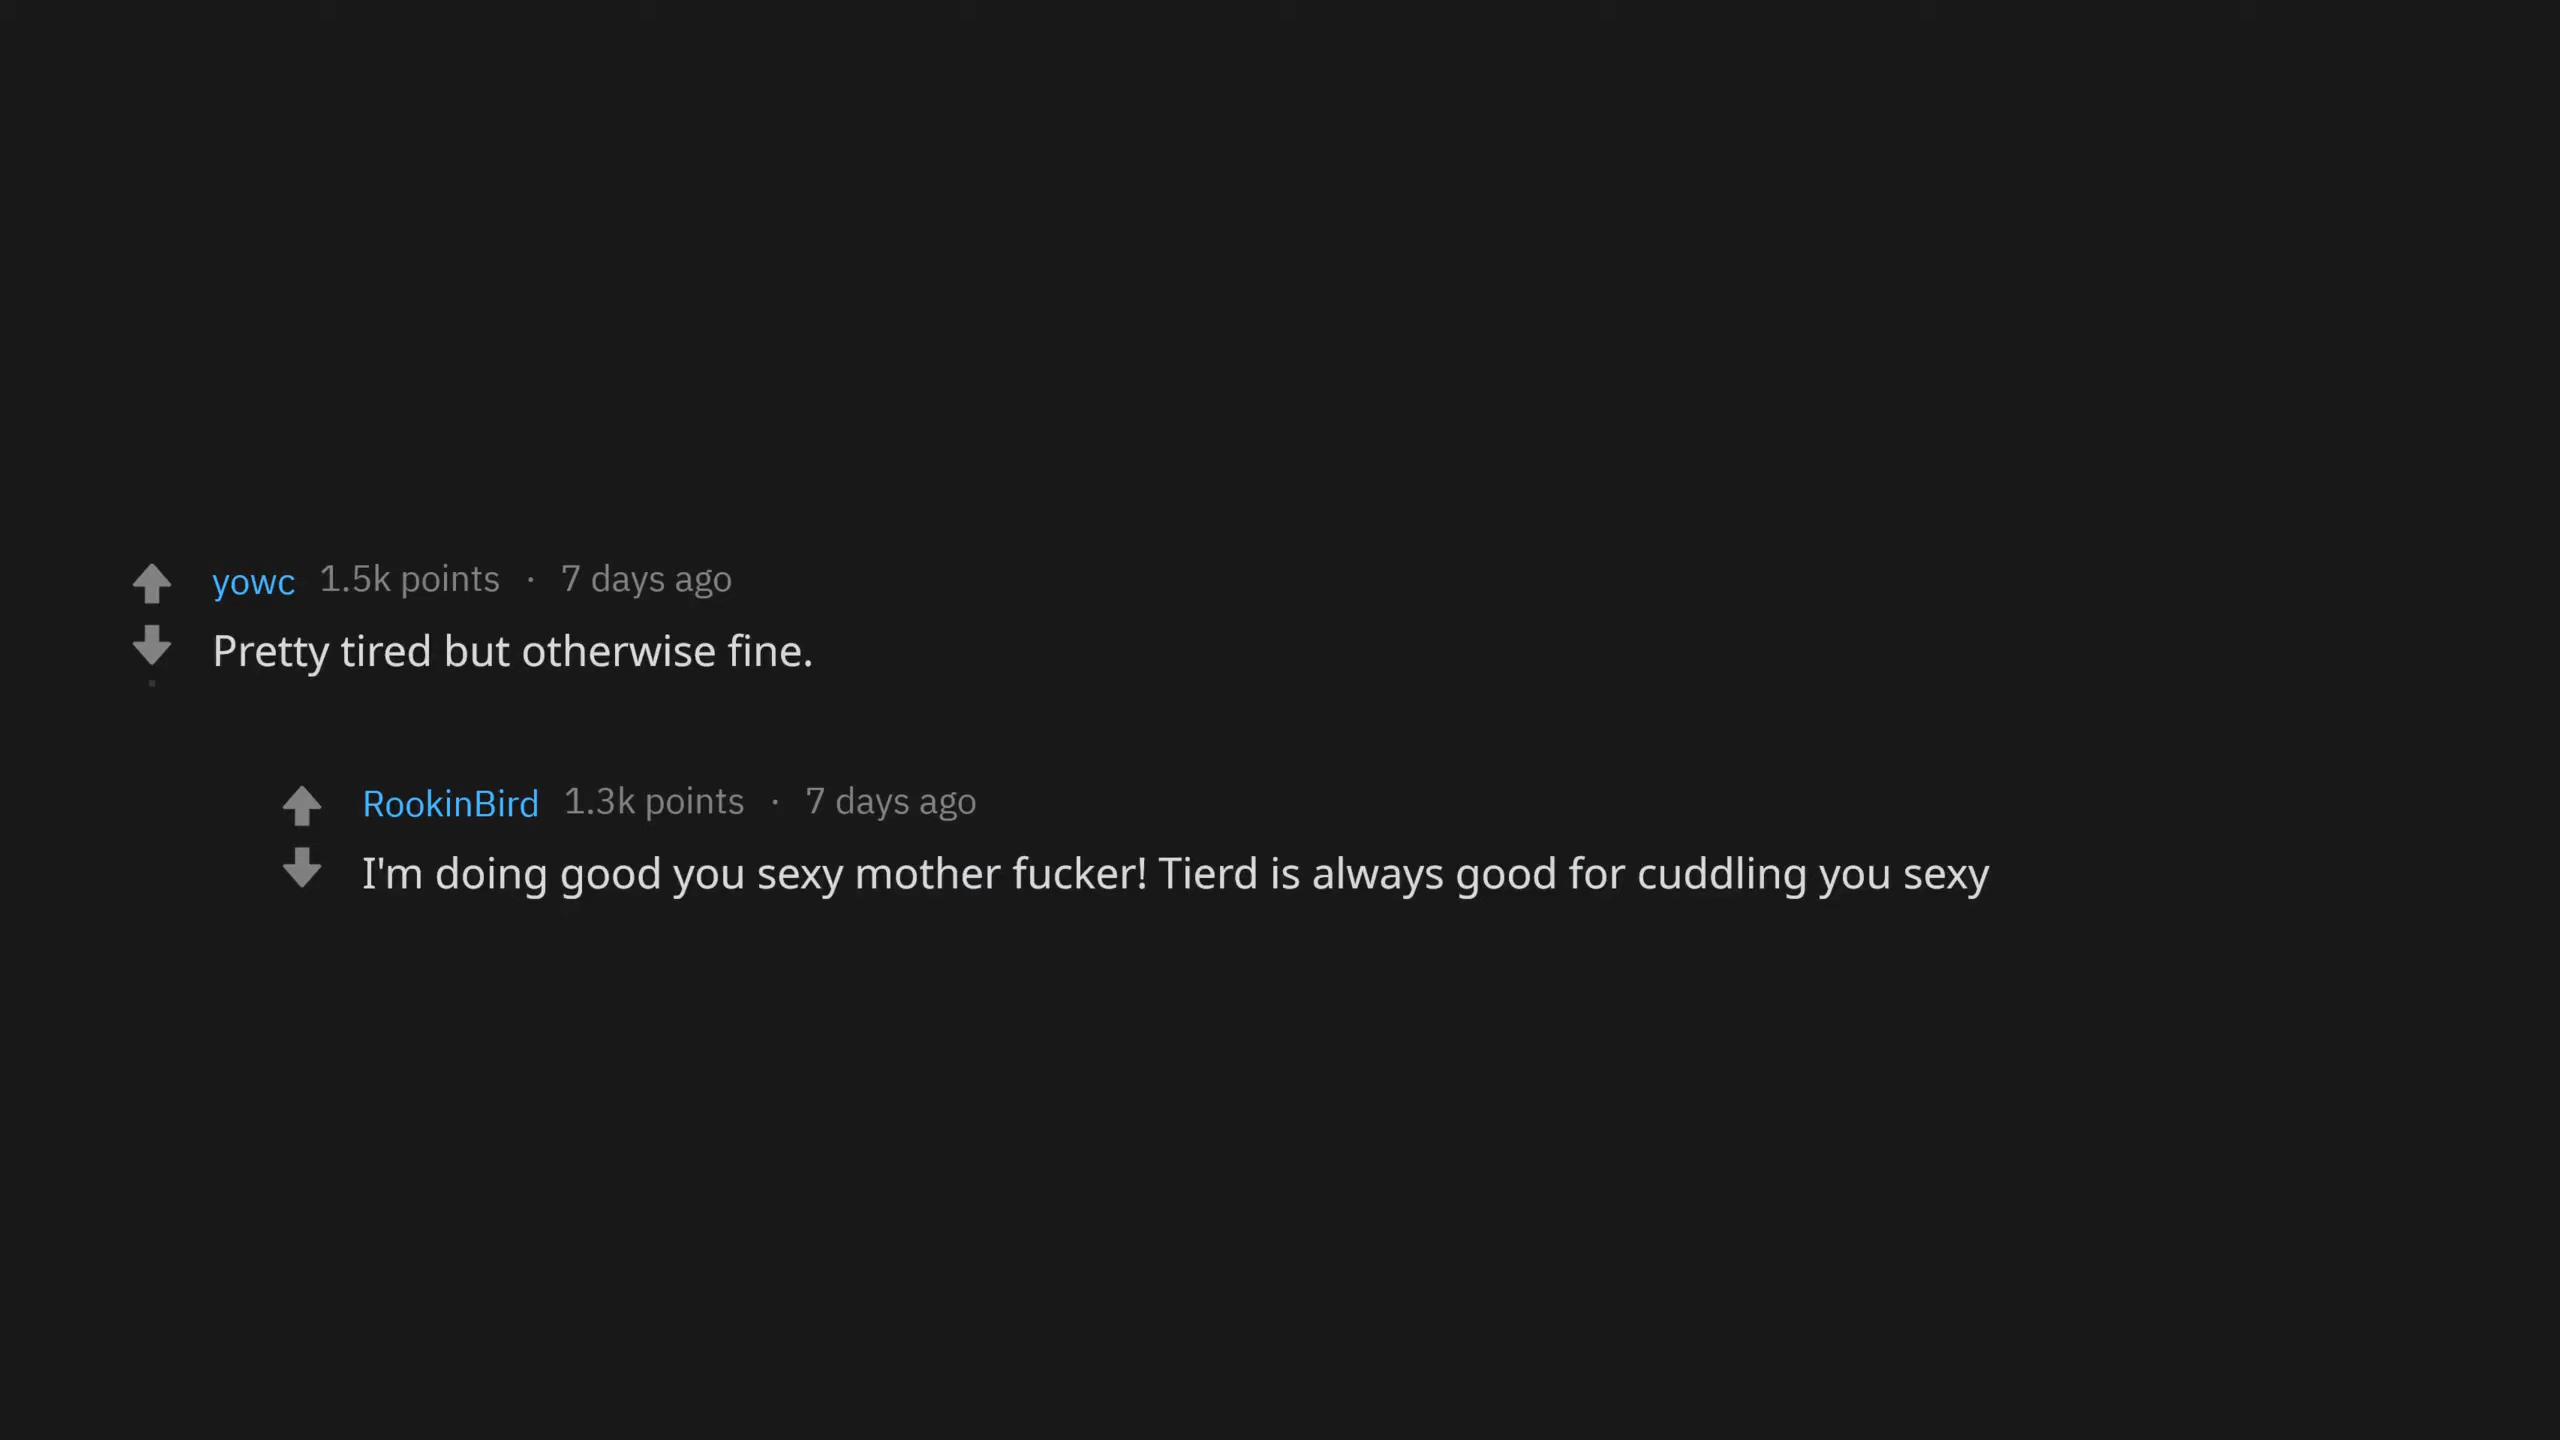 yowc 1.5k points · 7 days ago
Pretty tired but otherwise fine.
RookinBird 1.3k points · 7 days ago
I'm doing good you sexy mother fucker! Tierd is always good for cuddling you sexy